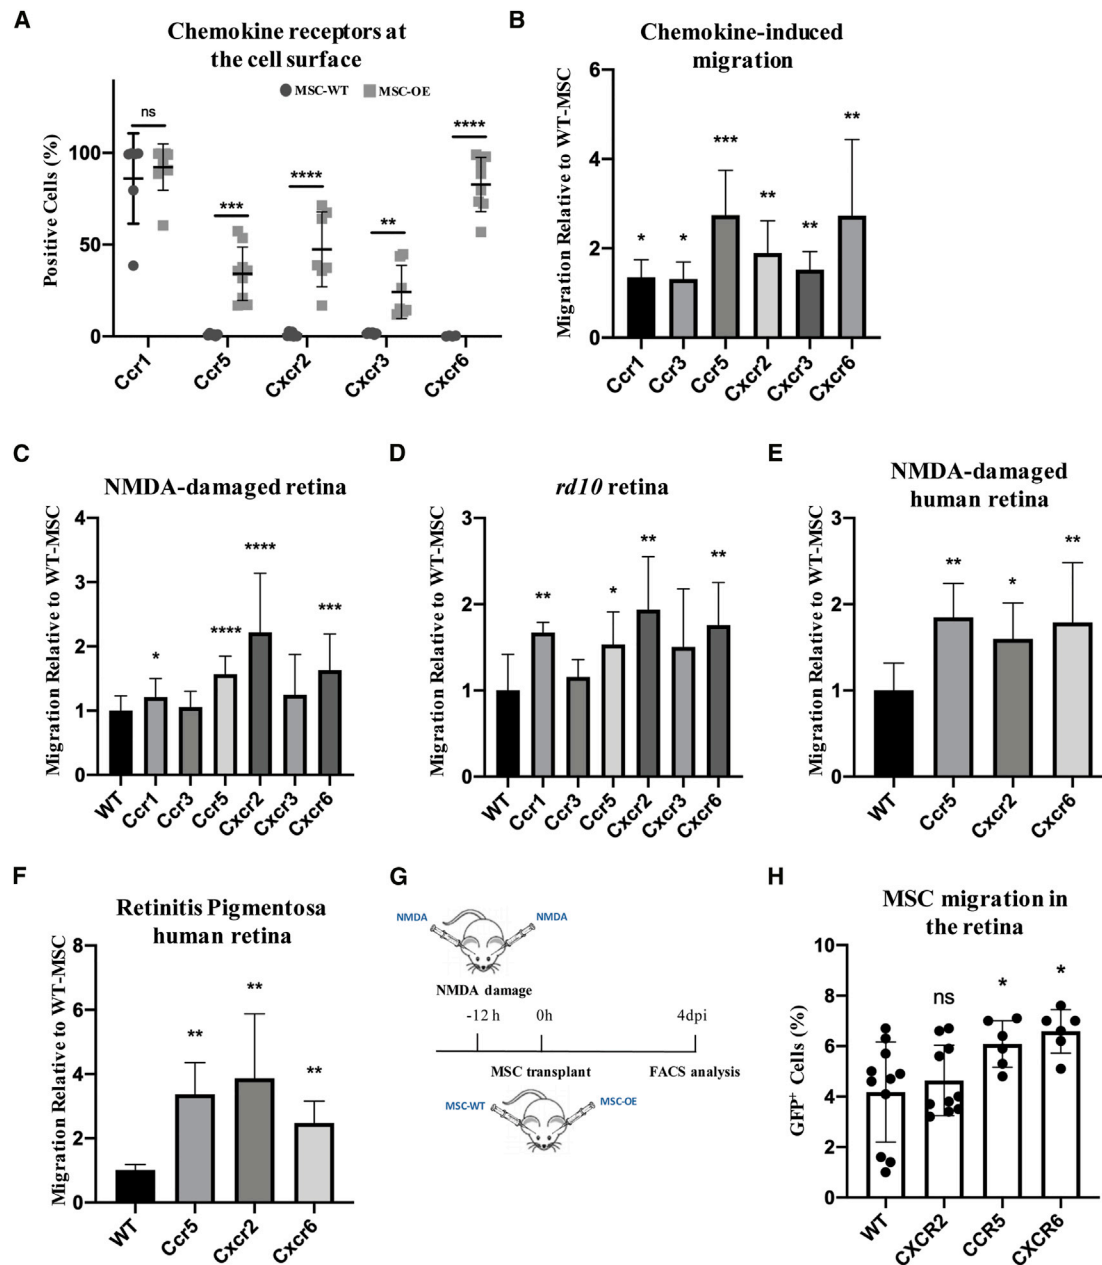 A
Chemokine receptors at
the cell surface
MSC-WT MSC-OE
Positive Cells (%)
100
50
0
ns
***
****
**
****
Ccr1 Ccr5 Cxcr2 Cxcr3 Cxcr6
B
Chemokine-induced
migration
Migration Relative to WT-MSC
6
4
2
0
* * *** ** ** **
Ccr1 Ccr3 Ccr5 Cxcr2 Cxcr3 Cxcr6
C
NMDA-damaged retina
Migration Relative to WT-MSC
4
3
2
1
0
* **** **** ***
WT Ccr1 Ccr3 Ccr5 Cxcr2 Cxcr3 Cxcr6
D
rd10 retina
Migration Relative to WT-MSC
3
2
1
0
** * ** **
WT Ccr1 Ccr3 Ccr5 Cxcr2 Cxcr3 Cxcr6
E
NMDA-damaged
human retina
Migration Relative to WT-MSC
3
2
1
0
** * **
WT Ccr5 Cxcr2 Cxcr6
F
Retinitis Pigmentosa
human retina
Migration Relative to WT-MSC
8
6
4
2
0
** ** **
WT Ccr5 Cxcr2 Cxcr6
G
NMDA NMDA
NMDA damage
-12 h 0h 4dpi
MSC transplant FACS analysis
MSC-WT MSC-OE
H
MSC migration in
the retina
GFP+ Cells (%)
10
8
6
4
2
0
ns * *
WT CXCR2 CCR5 CXCR6